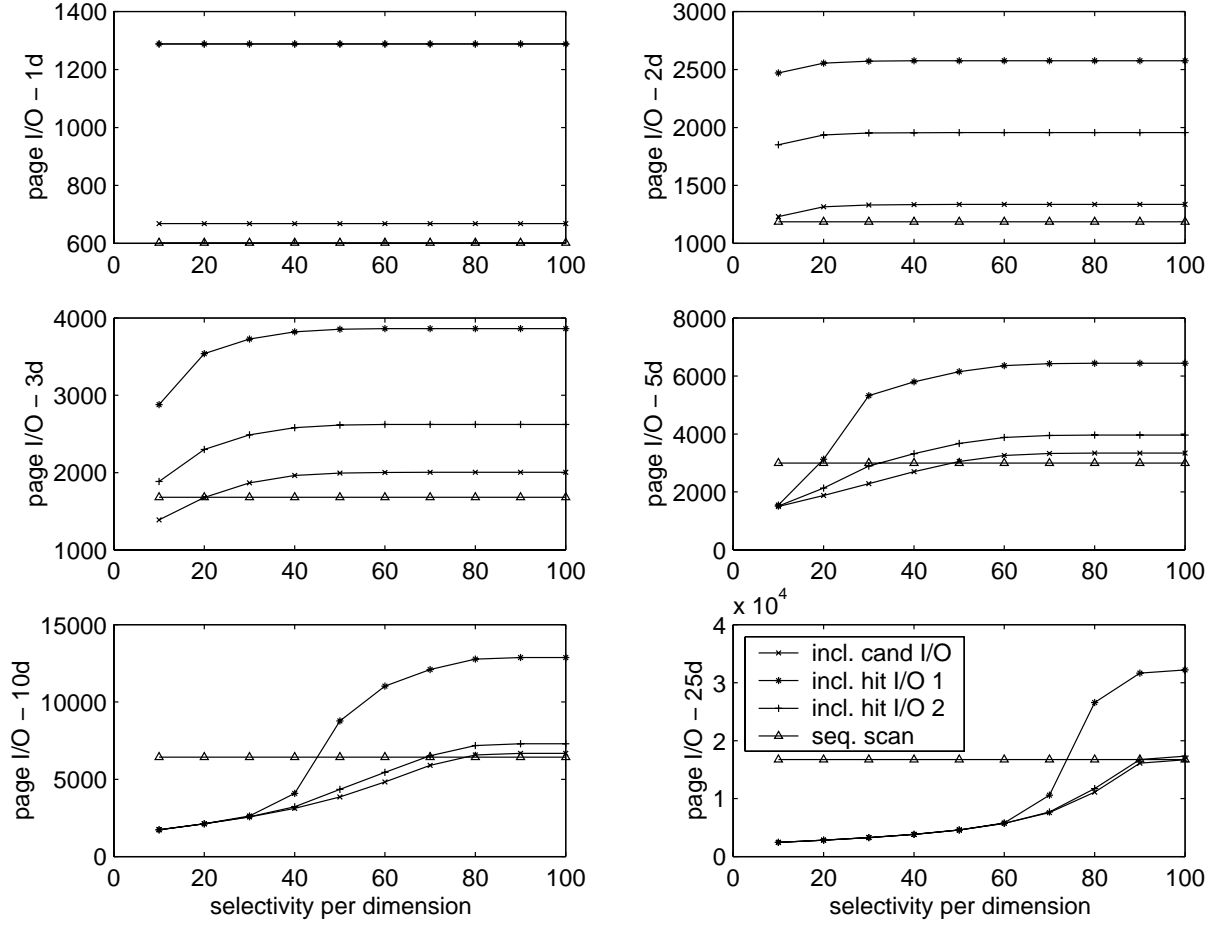 1400
1200
1000
800
600
page I/O − 1d
0 20 40 60 80 100
3000
2500
2000
1500
1000
page I/O − 2d
0 20 40 60 80 100
4000
3000
2000
1000
page I/O − 3d
0 20 40 60 80 100
8000
6000
4000
2000
0
page I/O − 5d
0 20 40 60 80 100
15000
10000
5000
0
page I/O − 10d
0 20 40 60 80 100
selectivity per dimension
x 10^4
4
3
2
1
0
page I/O − 25d
incl. cand I/O
incl. hit I/O 1
incl. hit I/O 2
seq. scan
0 20 40 60 80 100
selectivity per dimension